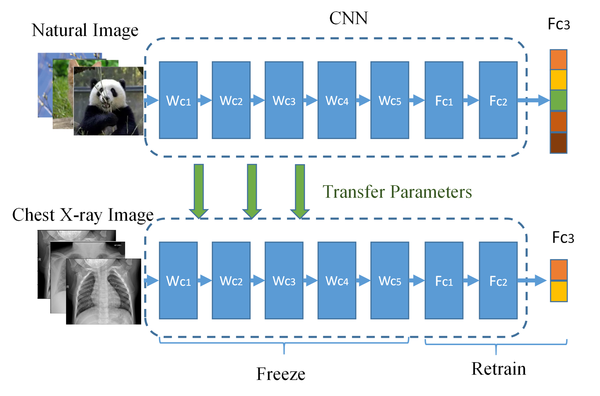 CNN
Fc3
Natural Image
Wc1 Wc2 Wc3 Wc4 Wc5 Fc1 Fc2
Transfer Parameters
Chest X-ray Image
Fc3
Wc1 Wc2 Wc3 Wc4 Wc5 Fc1 Fc2
Freeze
Retrain